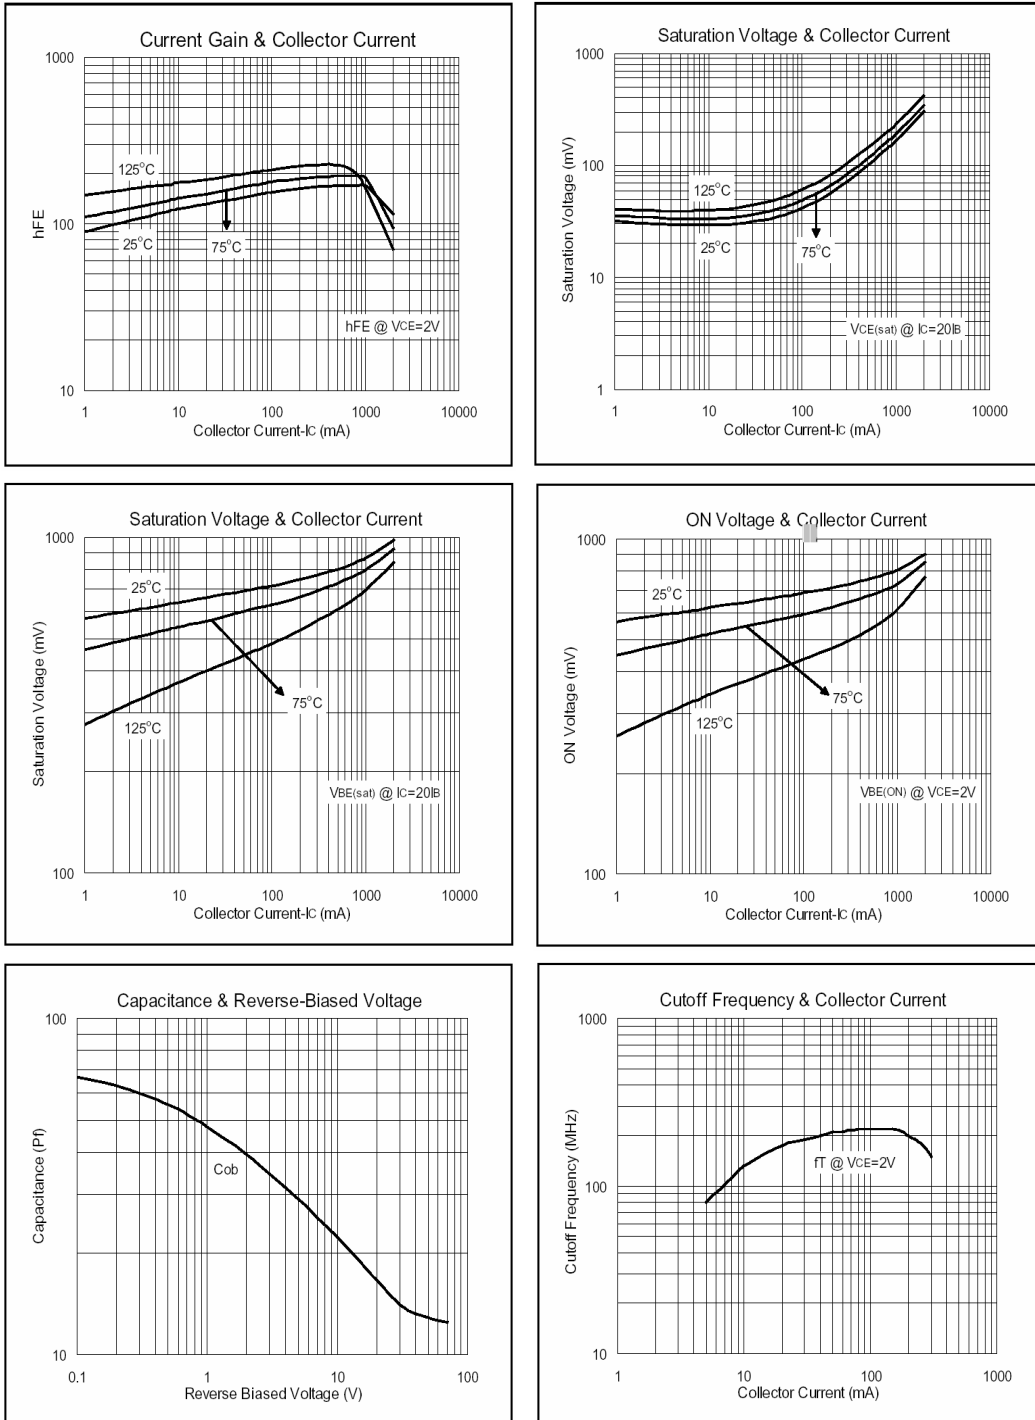 Current Gain & Collector Current
1000
100
10
hFE
125°C
25°C
75°C
hFE @ VCE=2V
1 10 100 1000 10000
Collector Current-IC (mA)
Saturation Voltage & Collector Current
1000
100
10
1
Saturation Voltage (mV)
125°C
25°C
75°C
VCE(sat) @ IC=20IB
1 10 100 1000 10000
Collector Current-IC (mA)
Saturation Voltage & Collector Current
1000
100
Saturation Voltage (mV)
25°C
75°C
125°C
VBE(sat) @ IC=20IB
1 10 100 1000 10000
Collector Current-IC (mA)
ON Voltage & Collector Current
1000
100
ON Voltage (mV)
25°C
75°C
125°C
VBE(ON) @ VCE=2V
1 10 100 1000 10000
Collector Current-IC (mA)
Capacitance & Reverse-Biased Voltage
100
10
Capacitance (Pf)
Cob
0.1 1 10 100
Reverse Biased Voltage (V)
Cutoff Frequency & Collector Current
1000
100
10
Cutoff Frequency (MHz)
fT @ VCE=2V
1 10 100 1000
Collector Current (mA)